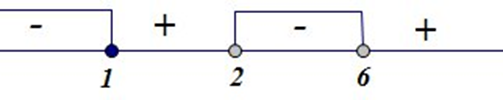 - + - +
1 2 6